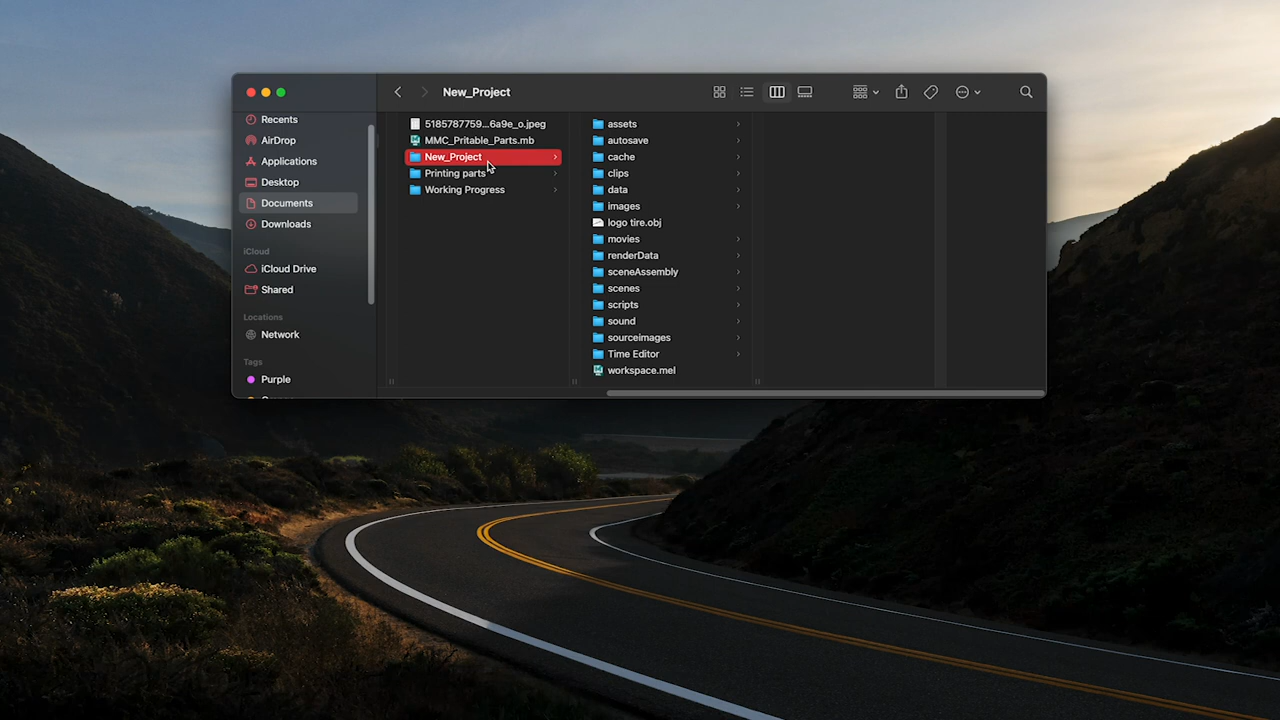 New_Project
Recents
AirDrop
Applications
Desktop
Documents
Downloads
iCloud
iCloud Drive
Shared
Locations
Network
Tags
Purple
5185787759...6a9e_o.jpeg
MMC_Pritable_Parts.mb
New_Project
Printing parts
Working Progress
assets
autosave
cache
clips
data
images
logo tire.obj
movies
renderData
sceneAssembly
scenes
scripts
sound
sourceimages
Time Editor
workspace.mel